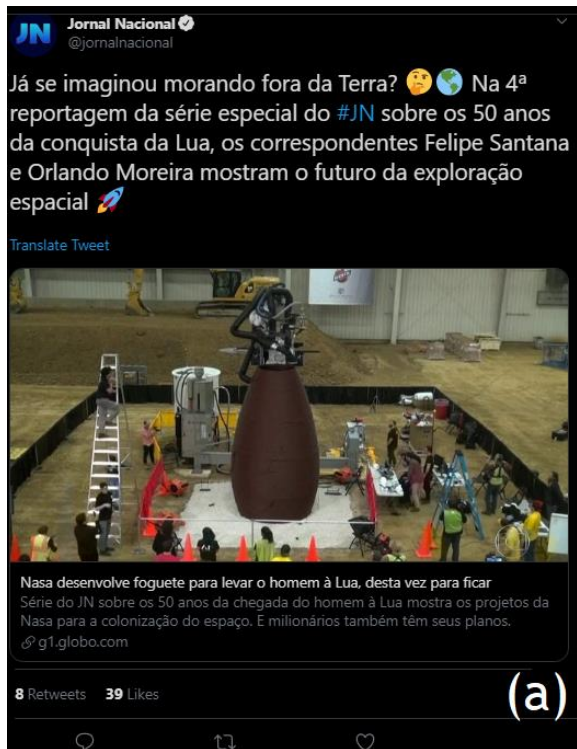 JN
Jornal Nacional
@jornalnacional
Já se imaginou morando fora da Terra? 🤔🌎 Na 4ª
reportagem da série especial do #JN sobre os 50 anos
da conquista da Lua, os correspondentes Felipe Santana
e Orlando Moreira mostram o futuro da exploração
espacial 🚀
Translate Tweet
Nasa desenvolve foguete para levar o homem à Lua, desta vez para ficar
Série do JN sobre os 50 anos da chegada do homem à Lua mostra os projetos da
Nasa para a colonização do espaço. E milionários também têm seus planos.
g1.globo.com
8 Retweets 39 Likes
(a)